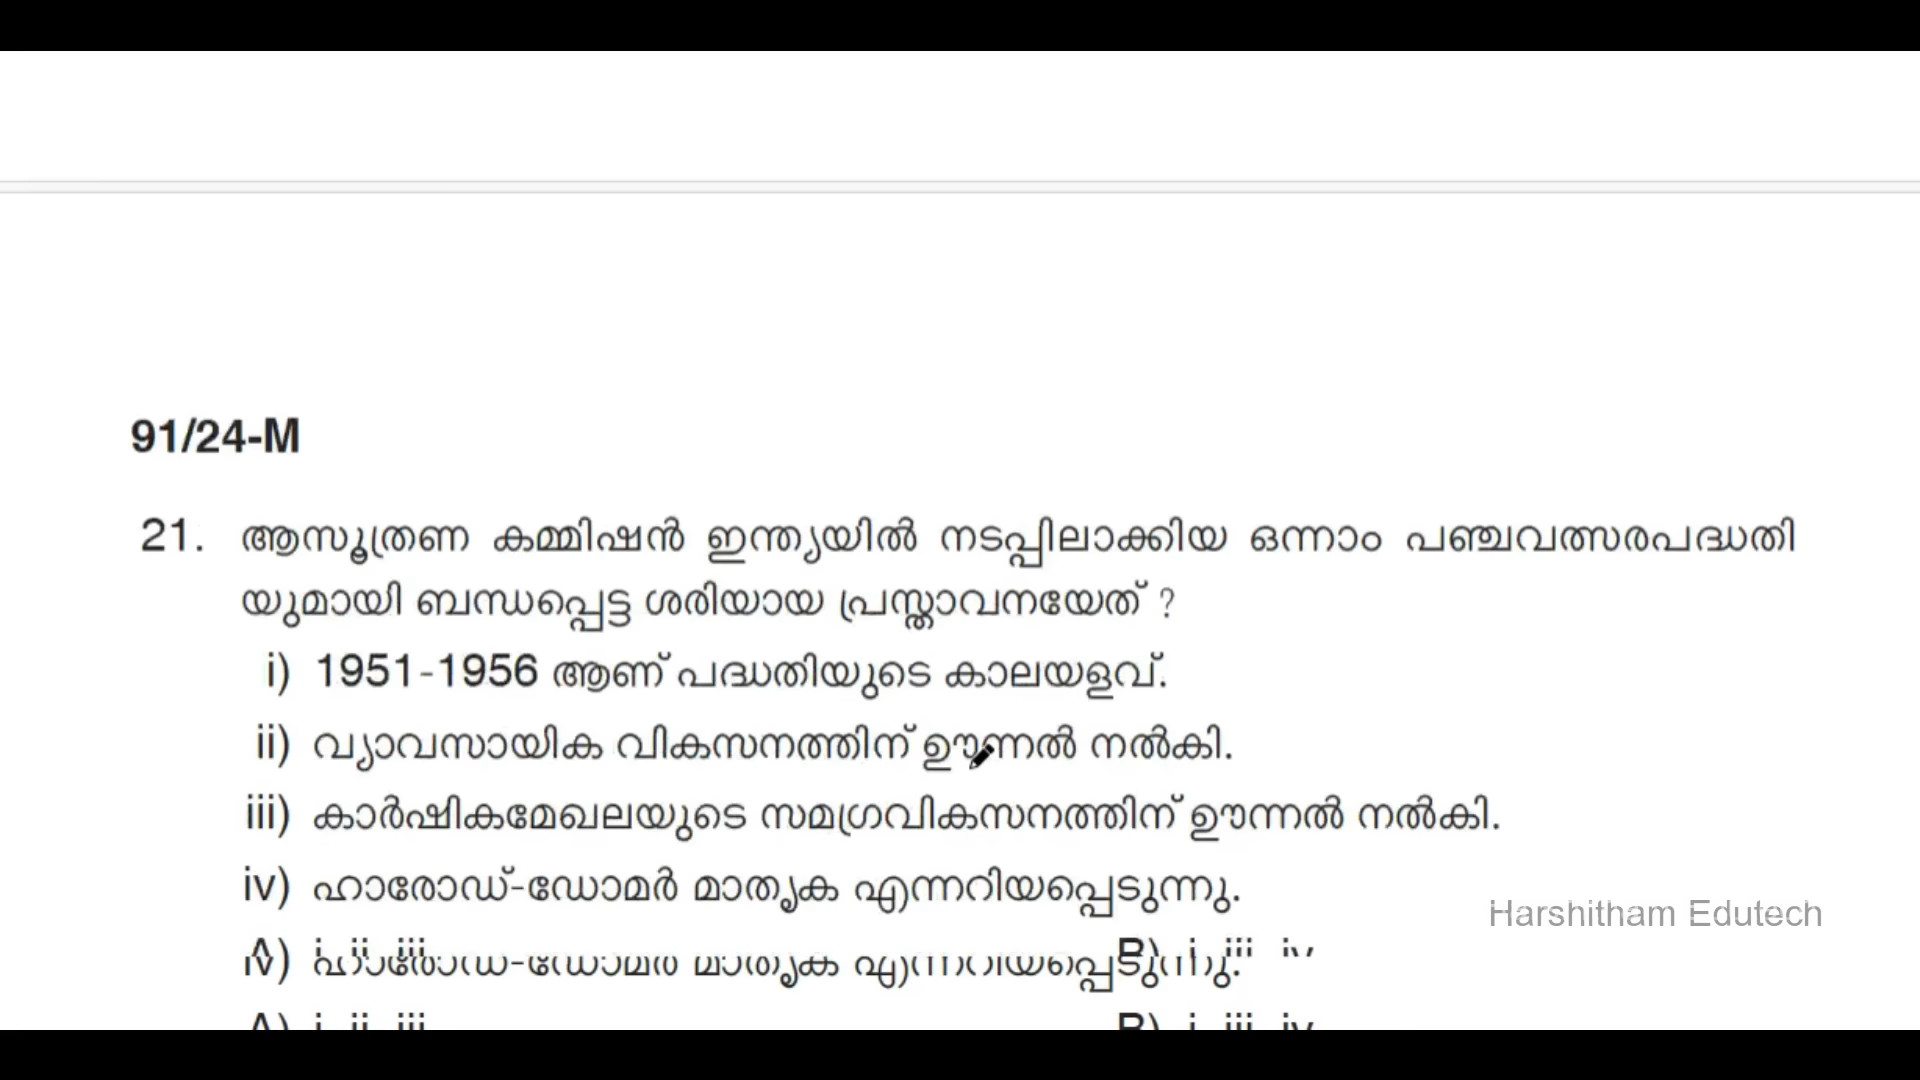 91/24-M
21. ആസൂത്രണ കമ്മിഷൻ ഇന്ത്യയിൽ നടപ്പിലാക്കിയ ഒന്നാം പഞ്ചവത്സരപദ്ധതി
യുമായി ബന്ധപ്പെട്ട ശരിയായ പ്രസ്താവനയേത് ?
i) 1951-1956 ആണ് പദ്ധതിയുടെ കാലയളവ്.
ii) വ്യാവസായിക വികസനത്തിന് ഊന്നൽ നൽകി.
iii) കാർഷികമേഖലയുടെ സമഗ്രവികസനത്തിന് ഊന്നൽ നൽകി.
iv) ഹാരോഡ്-ഡോമർ മാതൃക എന്നറിയപ്പെടുന്നു.
Harshitham Edutech